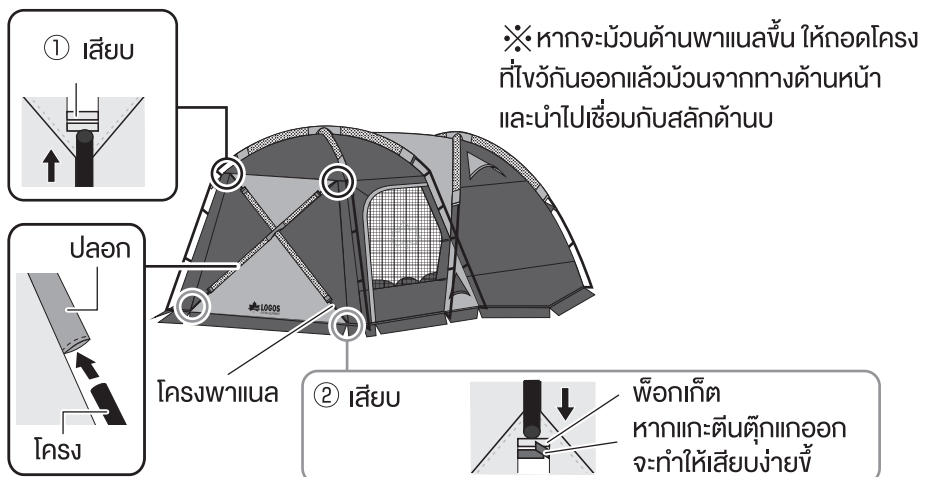 ① เสียบ
※หากจะม้วนด้านพาแนลขึ้น ให้ถอดโครง
ที่ไขว้กันออกแล้วม้วนจากทางด้านหน้า
และนำไปเชื่อมกับสลักด้านบ
ปลอก
LOGOS
โครงพาแนล
โครง
② เสียบ
พ็อกเก็ต
หากแกะตีนตุ๊กแกออก
จะทำให้เสียบง่ายขึ้